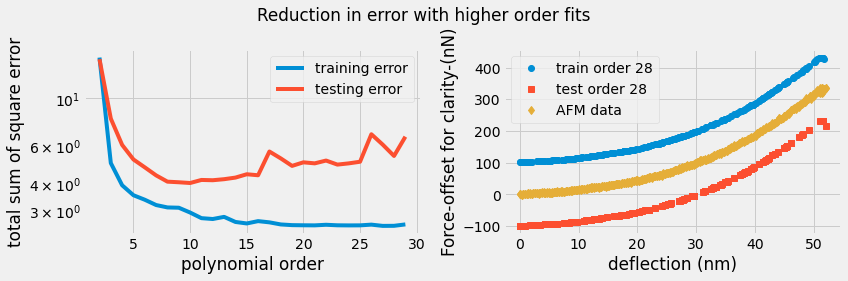 Reduction in error with higher order fits
total sum of square error
10^1
6 × 10^0
4 × 10^0
3 × 10^0
training error
testing error
5
10
15
20
25
30
polynomial order
Force-offset for clarity-(nN)
400
300
200
100
0
−100
train order 28
test order 28
AFM data
0
10
20
30
40
50
deflection (nm)